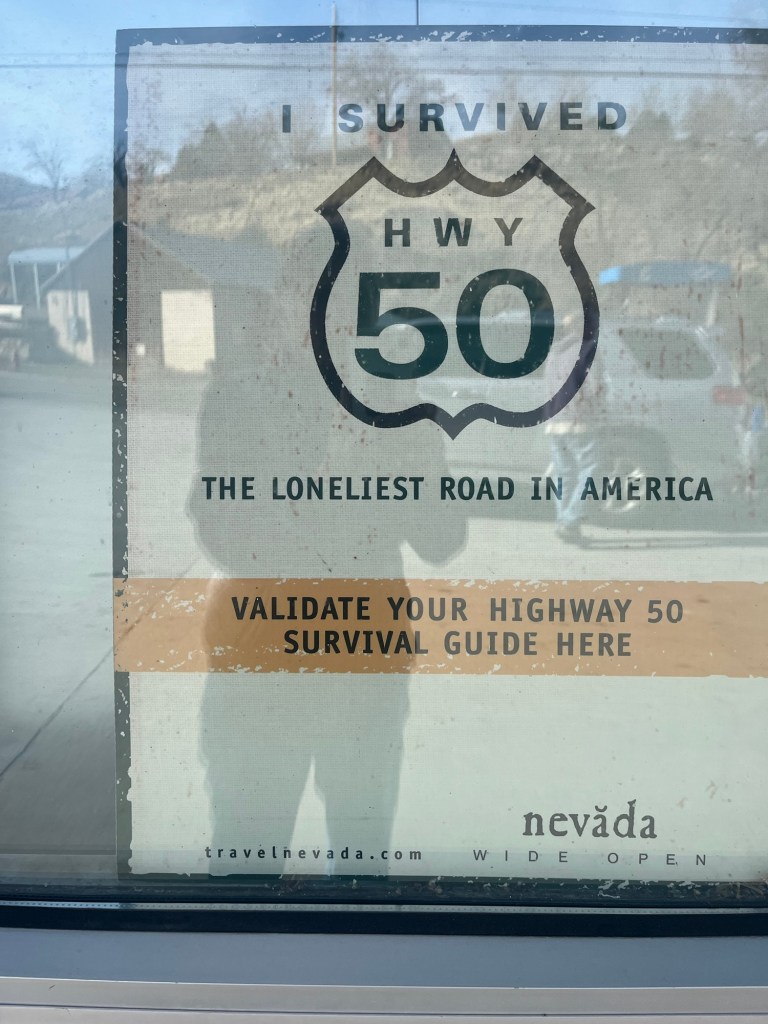 I SURVIVED
HWY
50
THE LONELIEST ROAD IN AMERICA
VALIDATE YOUR HIGHWAY 50
SURVIVAL GUIDE HERE
nevăda
travelnevada.com WIDE OPEN